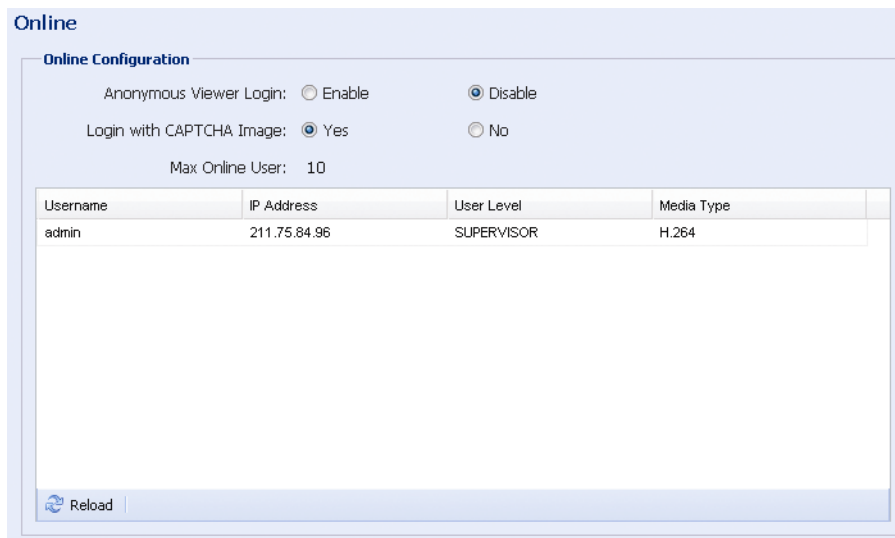 Online
Online Configuration
Anonymous Viewer Login: Enable Disable
Login with CAPTCHA Image: Yes No
Max Online User: 10
Username IP Address User Level Media Type
admin 211.75.84.96 SUPERVISOR H.264
Reload